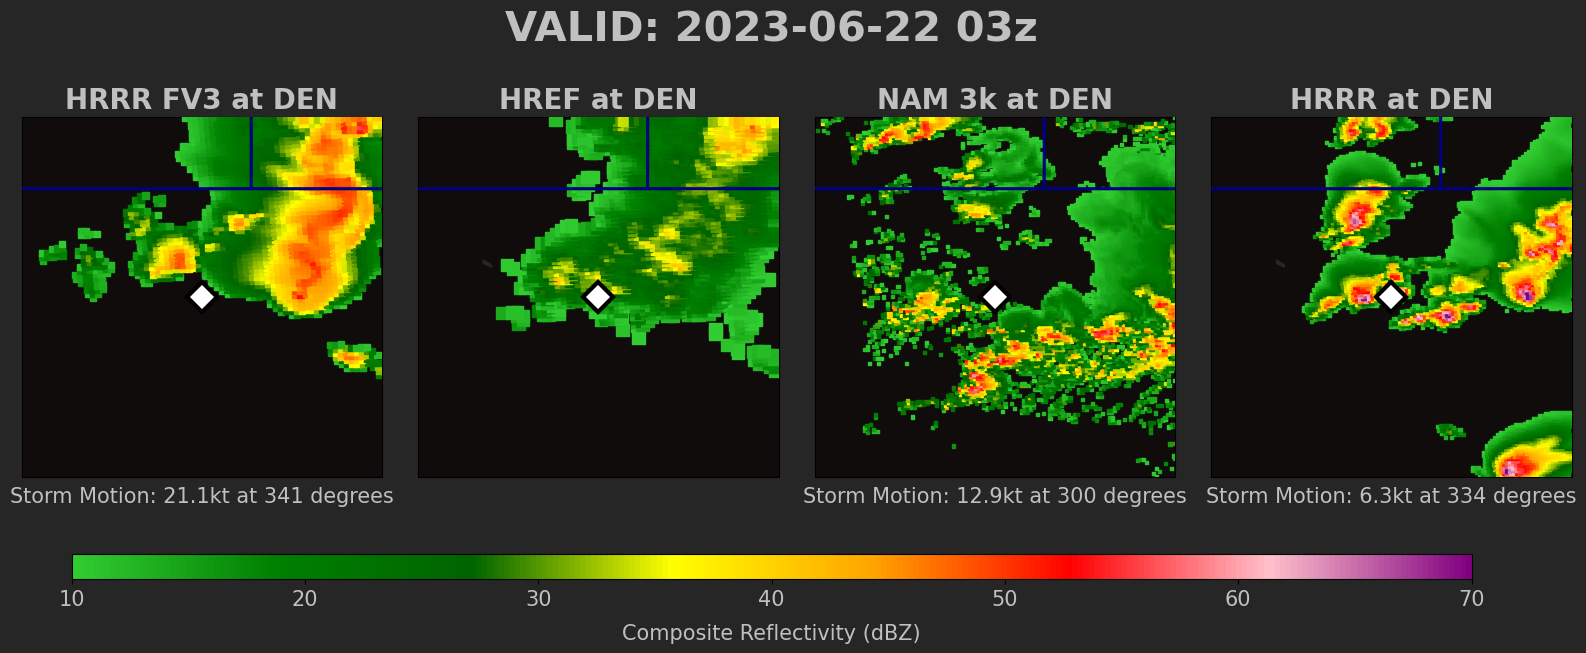 VALID: 2023-06-22 03z
HRRR FV3 at DEN
HREF at DEN
NAM 3k at DEN
HRRR at DEN
Storm Motion: 21.1kt at 341 degrees
Storm Motion: 12.9kt at 300 degrees
Storm Motion: 6.3kt at 334 degrees
10 20 30 40 50 60 70
Composite Reflectivity (dBZ)